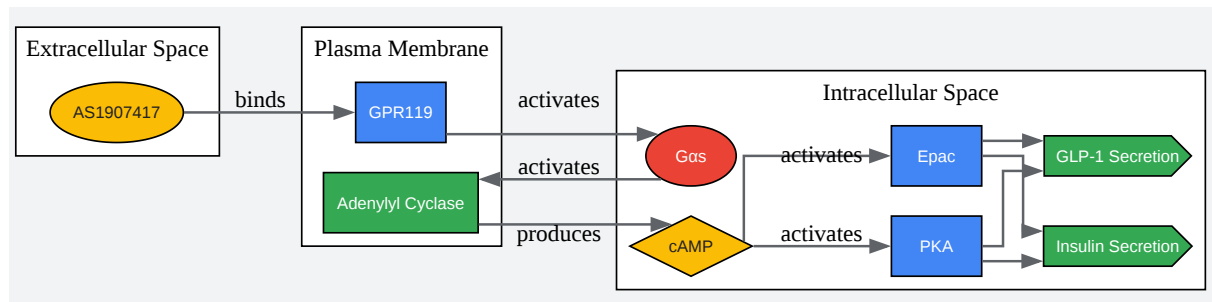 Extracellular Space
AS1907417
binds
Plasma Membrane
GPR119
Adenylyl Cyclase
activates
activates
produces
Intracellular Space
Gαs
cAMP
activates
activates
Epac
PKA
GLP-1 Secretion
Insulin Secretion